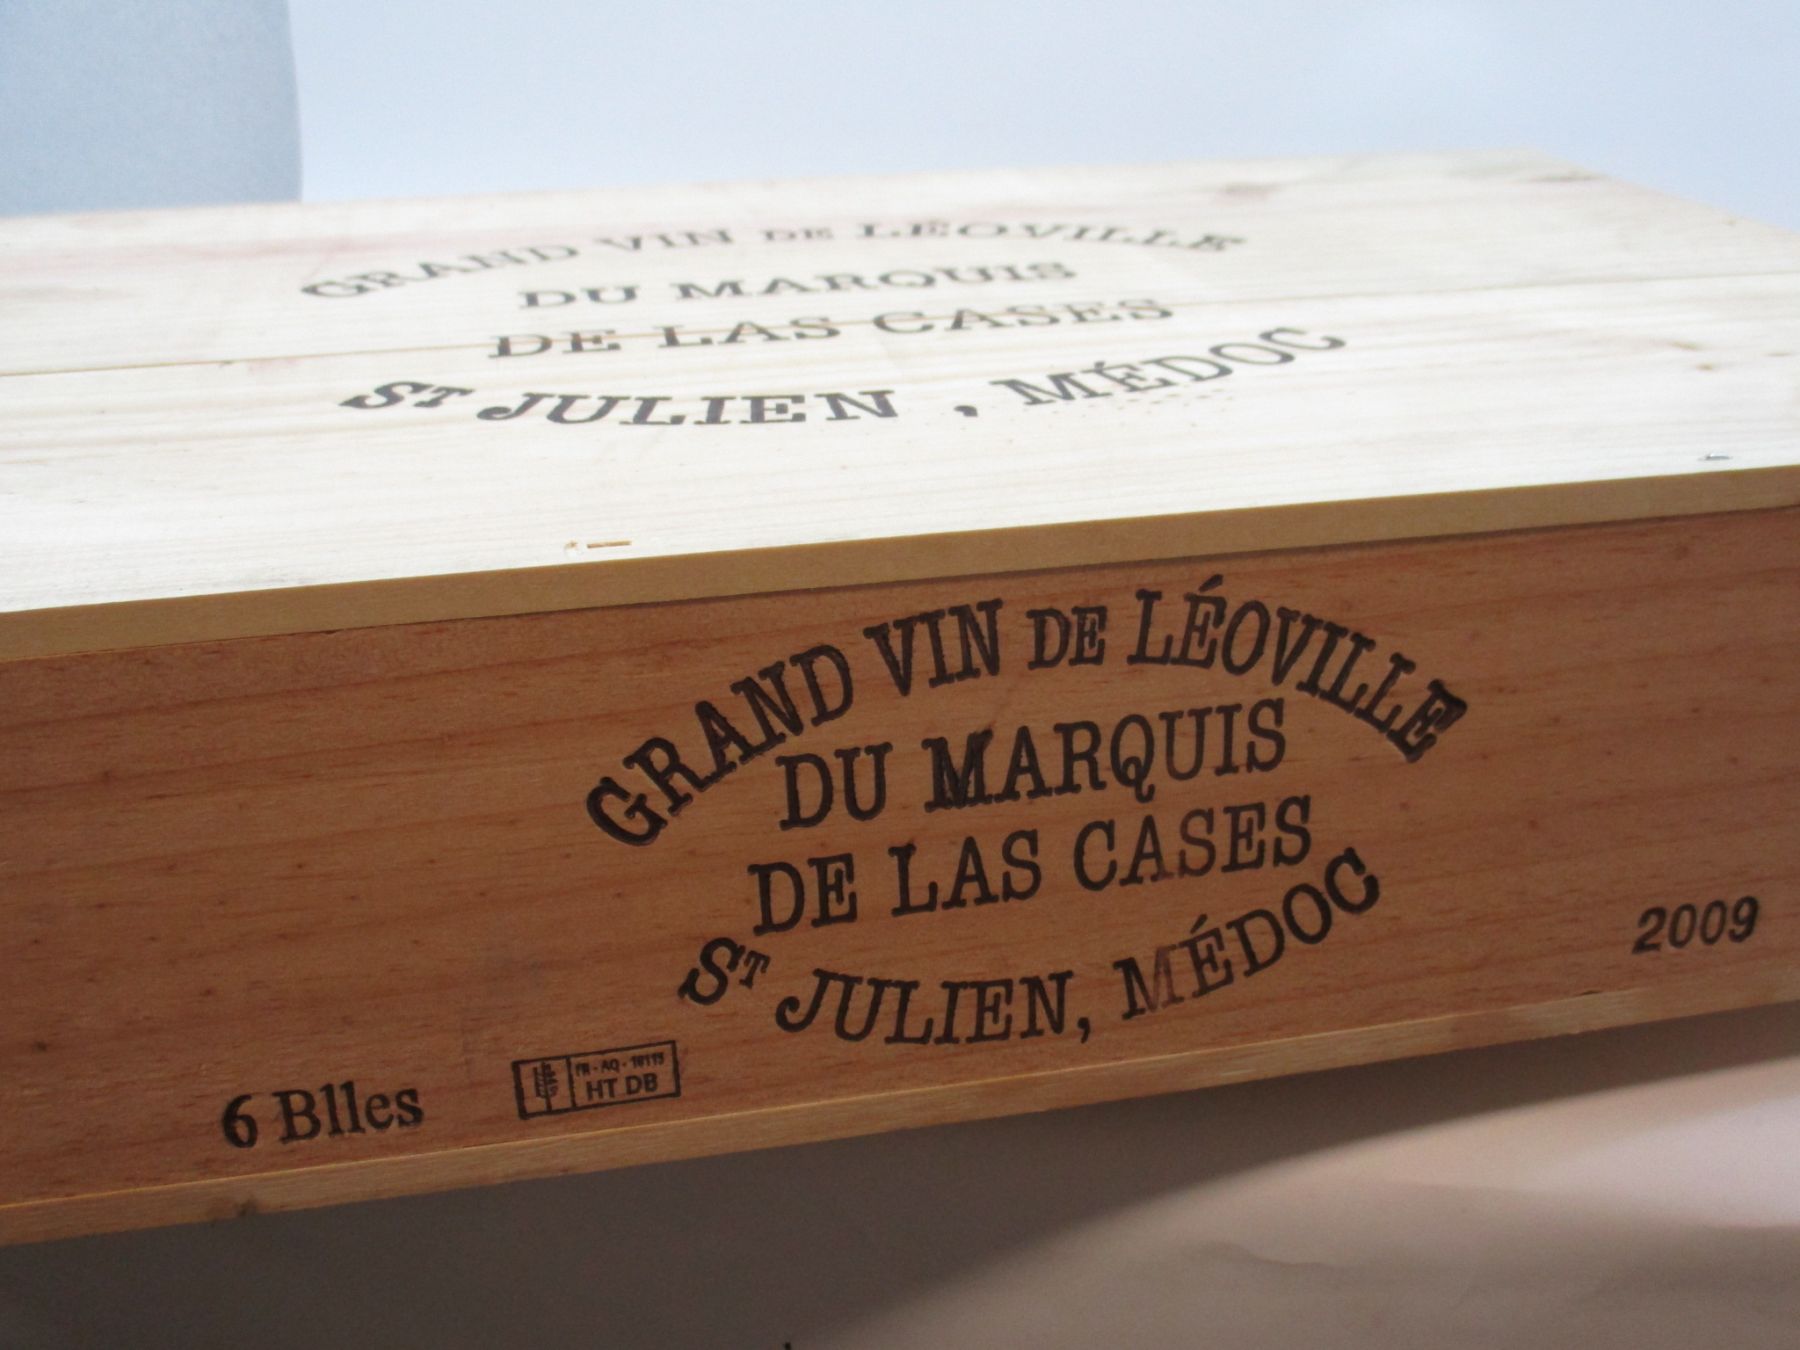 GRAND VIN DE LÉOVILLE
DU MARQUIS
DE LAS CASES
ST JULIEN, MÉDOC
GRAND VIN DE LÉOVILLE
DU MARQUIS
DE LAS CASES
ST JULIEN, MÉDOC
2009
6 Blles
HT DB